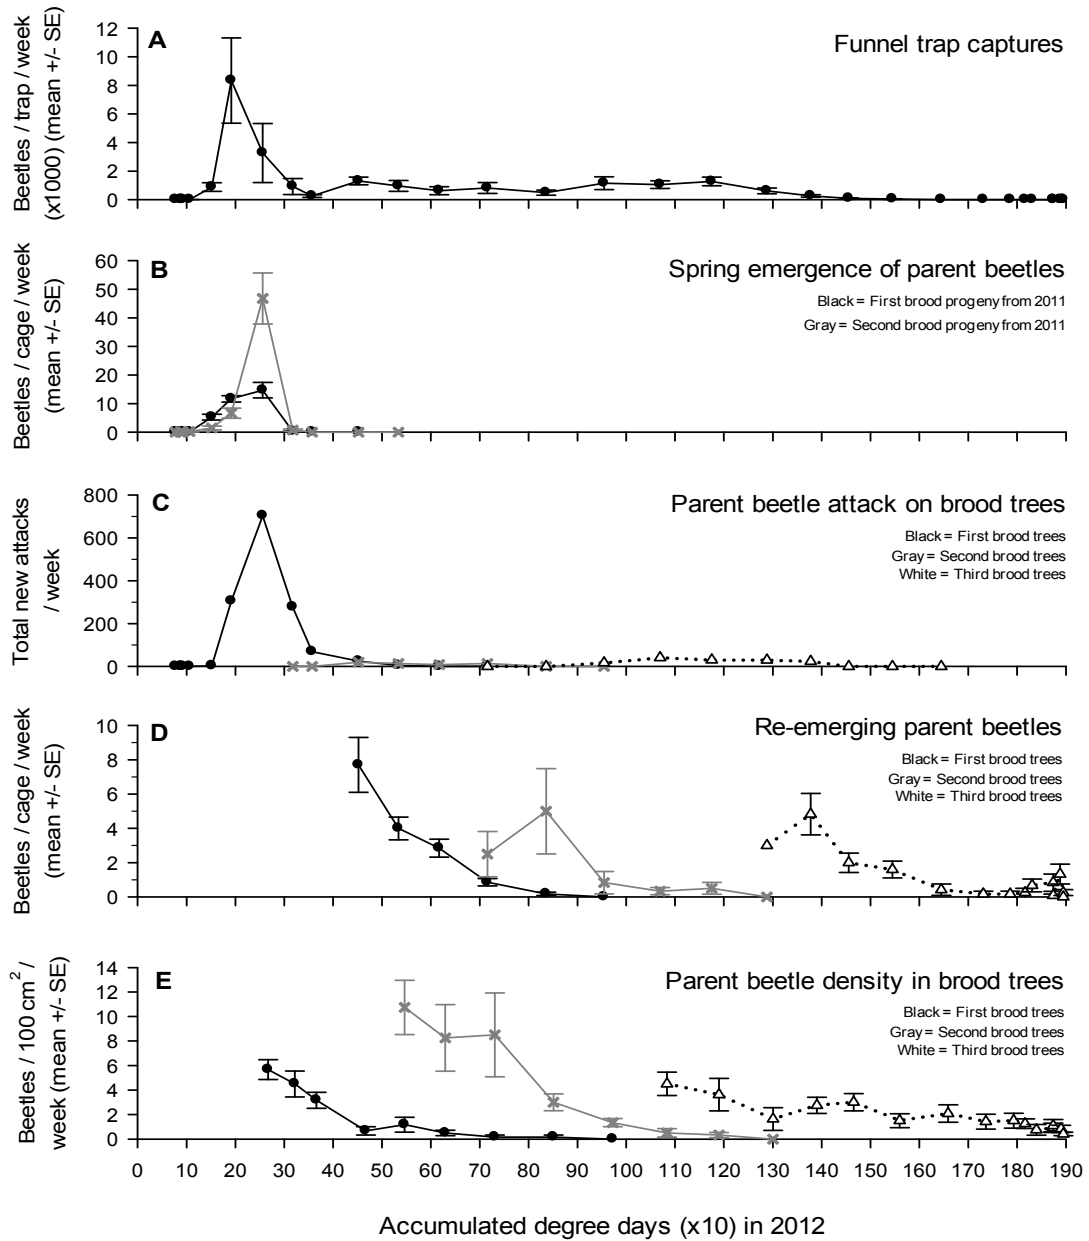 A
Funnel trap captures
Beetles / trap / week
(x1000) (mean +/- SE)
12
10
8
6
4
2
0
B
Spring emergence of parent beetles
Black = First brood progeny from 2011
Gray = Second brood progeny from 2011
Beetles / cage / week
(mean +/- SE)
60
50
40
30
20
10
0
C
Parent beetle attack on brood trees
Black = First brood trees
Gray = Second brood trees
White = Third brood trees
Total new attacks
/ week
800
600
400
200
0
D
Re-emerging parent beetles
Black = First brood trees
Gray = Second brood trees
White = Third brood trees
Beetles / cage / week
(mean +/- SE)
10
8
6
4
2
0
E
Parent beetle density in brood trees
Black = First brood trees
Gray = Second brood trees
White = Third brood trees
Beetles / 100 cm² /
week (mean +/- SE)
14
12
10
8
6
4
2
0
0 10 20 30 40 50 60 70 80 90 100 110 120 130 140 150 160 170 180 190
Accumulated degree days (x10) in 2012